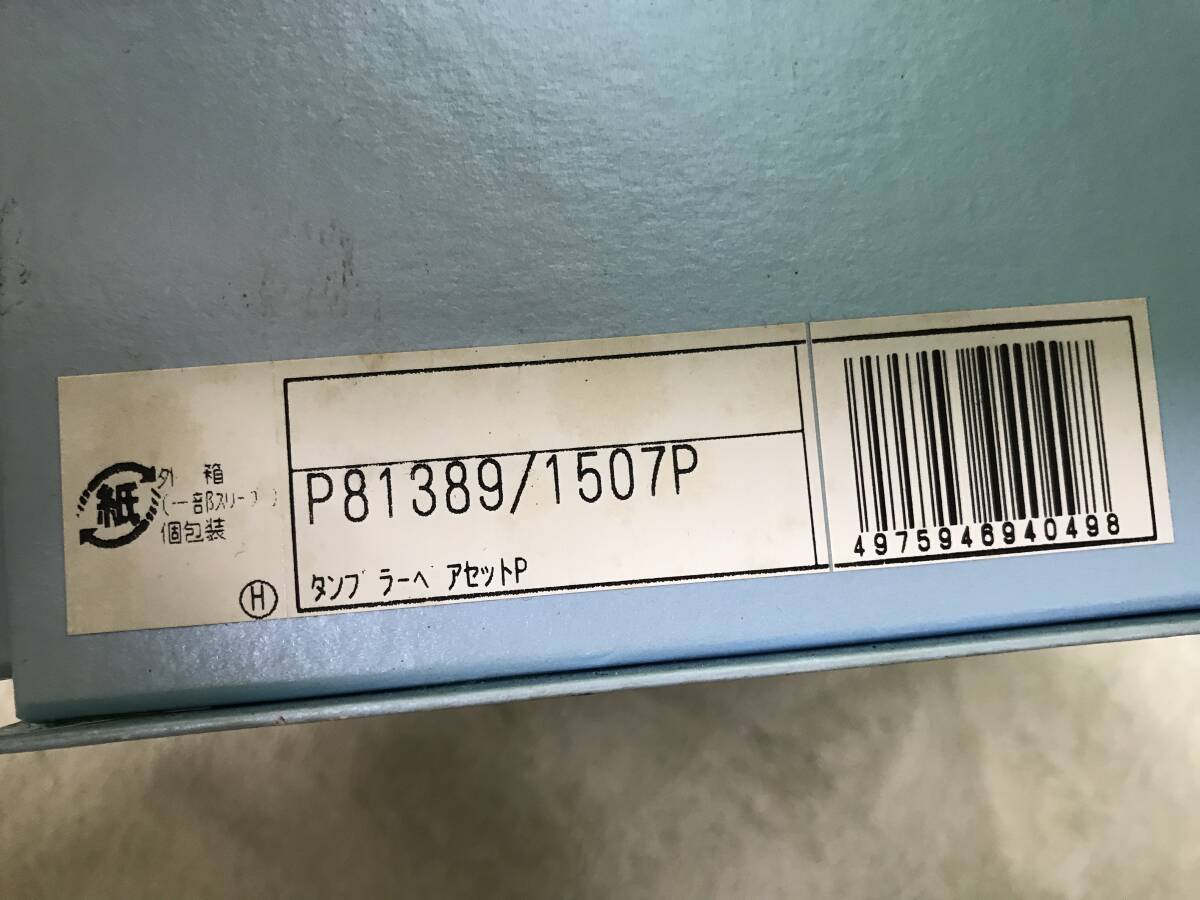 紙
外 箱
(一部スリーブ)
個包装
H
P81389/1507P
タンブラーペアセットP
4975946940498